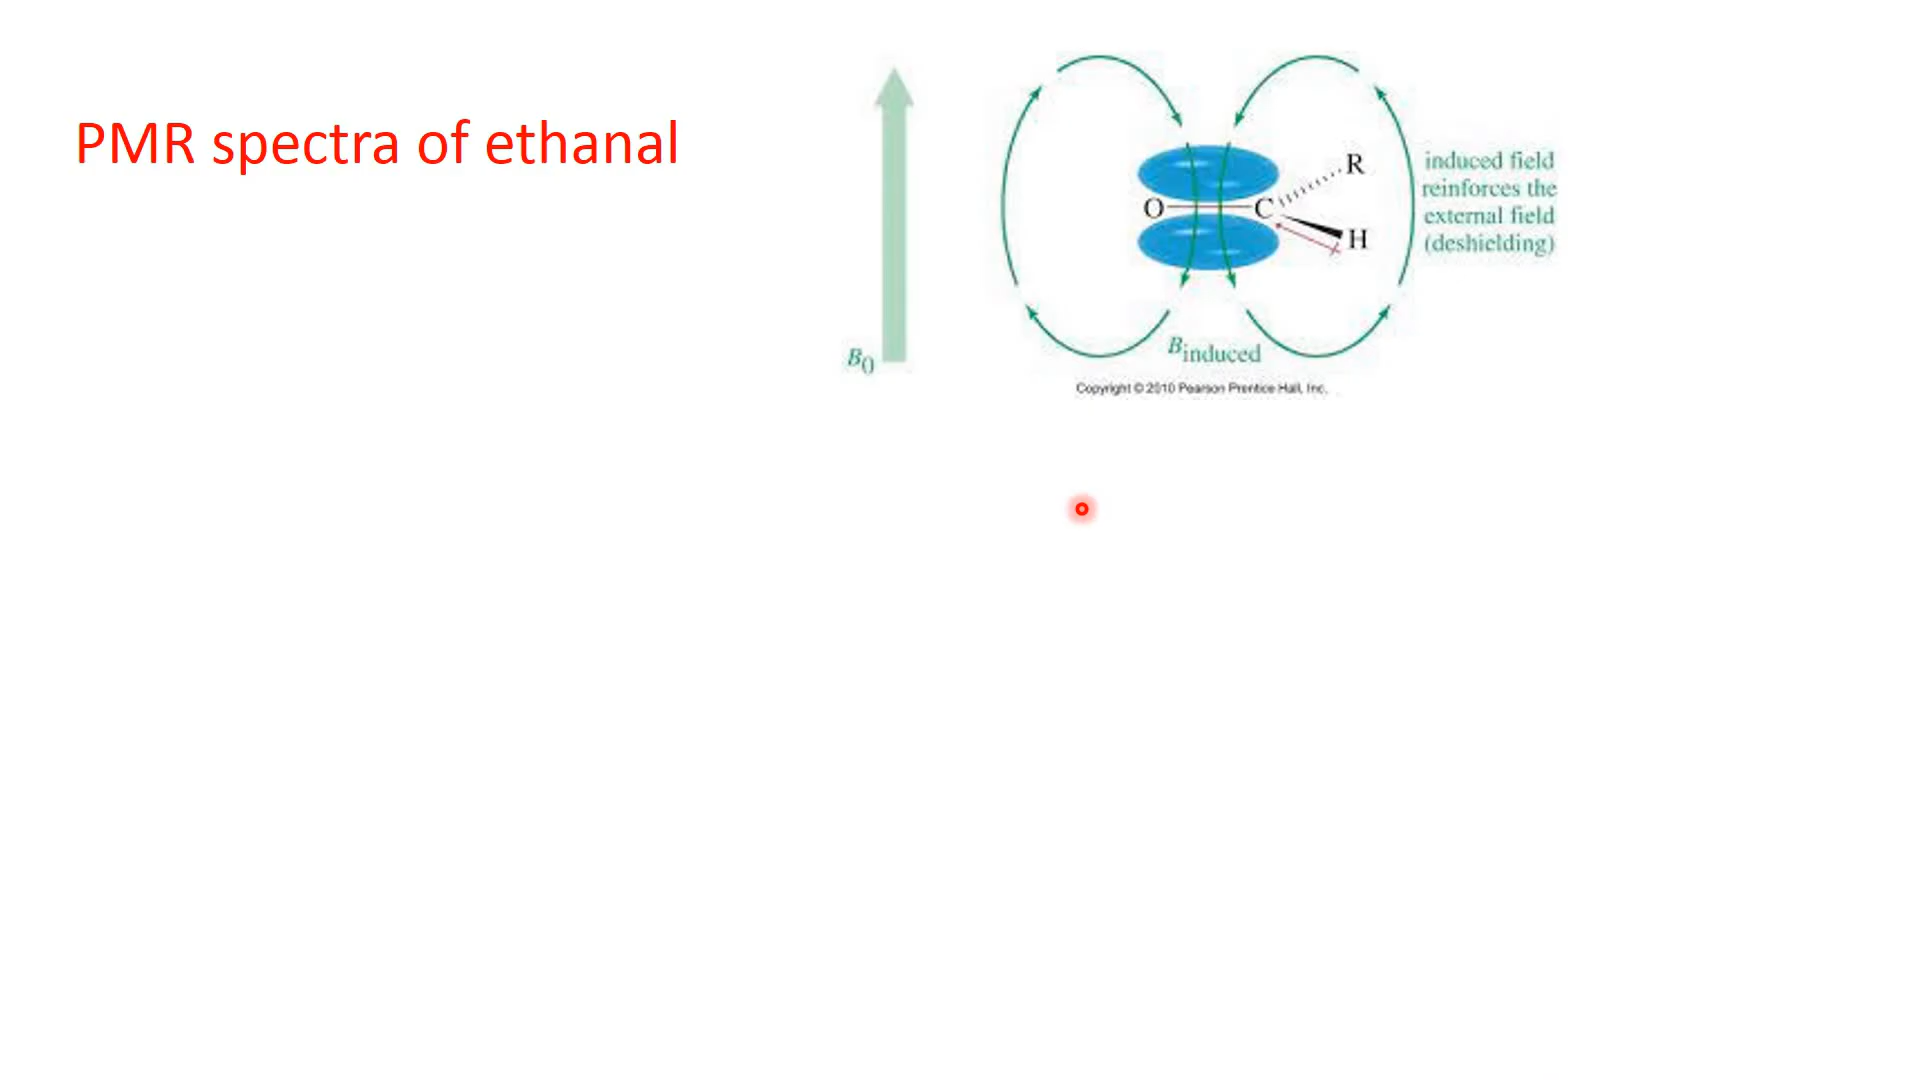 PMR spectra of ethanal
B0
O
C
R
H
induced field
reinforces the
external field
(deshielding)
Binduced
Copyright © 2010 Pearson Prentice Hall, Inc.